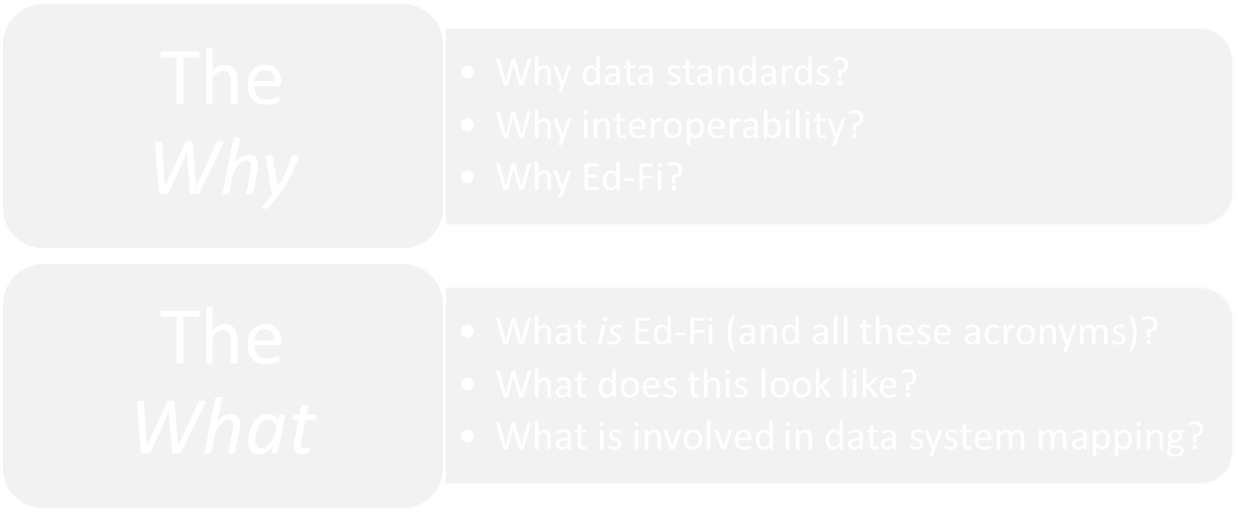 The
Why
• Why data standards?
• Why interoperability?
• Why Ed-Fi?
The
What
• What is Ed-Fi (and all these acronyms)?
• What does this look like?
• What is involved in data system mapping?